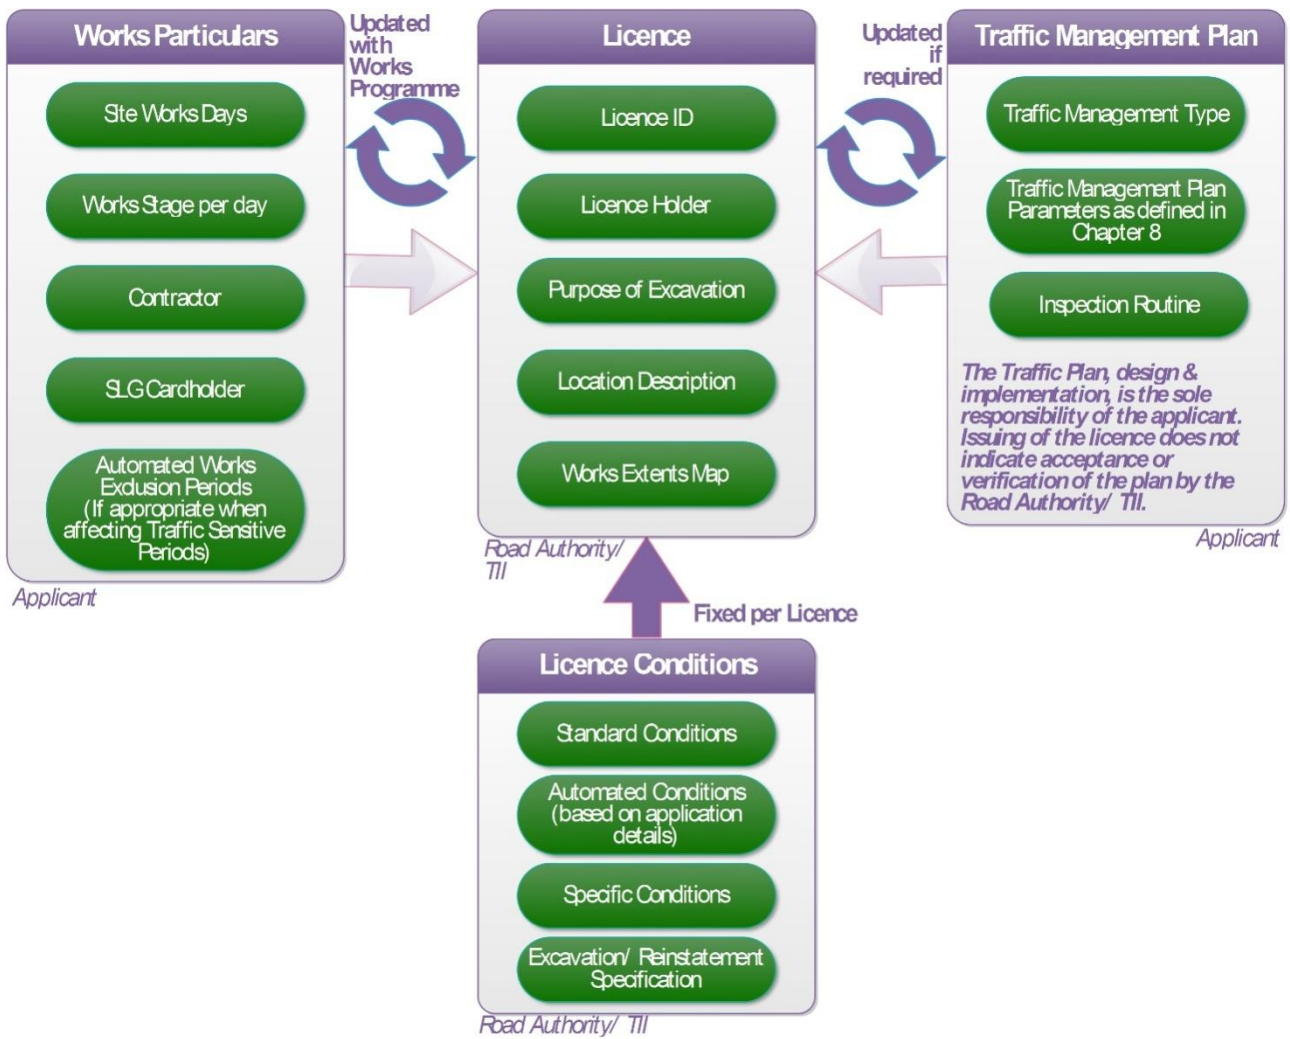 Works Particulars
Site Works Days
Works Stage per day
Contractor
SLG Cardholder
Automated Works
Exclusion Periods
(If appropriate when
affecting Traffic Sensitive
Periods)
Applicant
Updated
with
Works
Programme
Licence
Licence ID
Licence Holder
Purpose of Excavation
Location Description
Works Extents Map
Road Authority/
TII
Updated
if
required
Traffic Management Plan
Traffic Management Type
Traffic Management Plan
Parameters as defined in
Chapter 8
Inspection Routine
The Traffic Plan, design &
implementation, is the sole
responsibility of the applicant.
Issuing of the licence does not
indicate acceptance or
verification of the plan by the
Road Authority/ TII.
Applicant
Fixed per Licence
Licence Conditions
Standard Conditions
Automated Conditions
(based on application
details)
Specific Conditions
Excavation/ Reinstatement
Specification
Road Authority/ TII